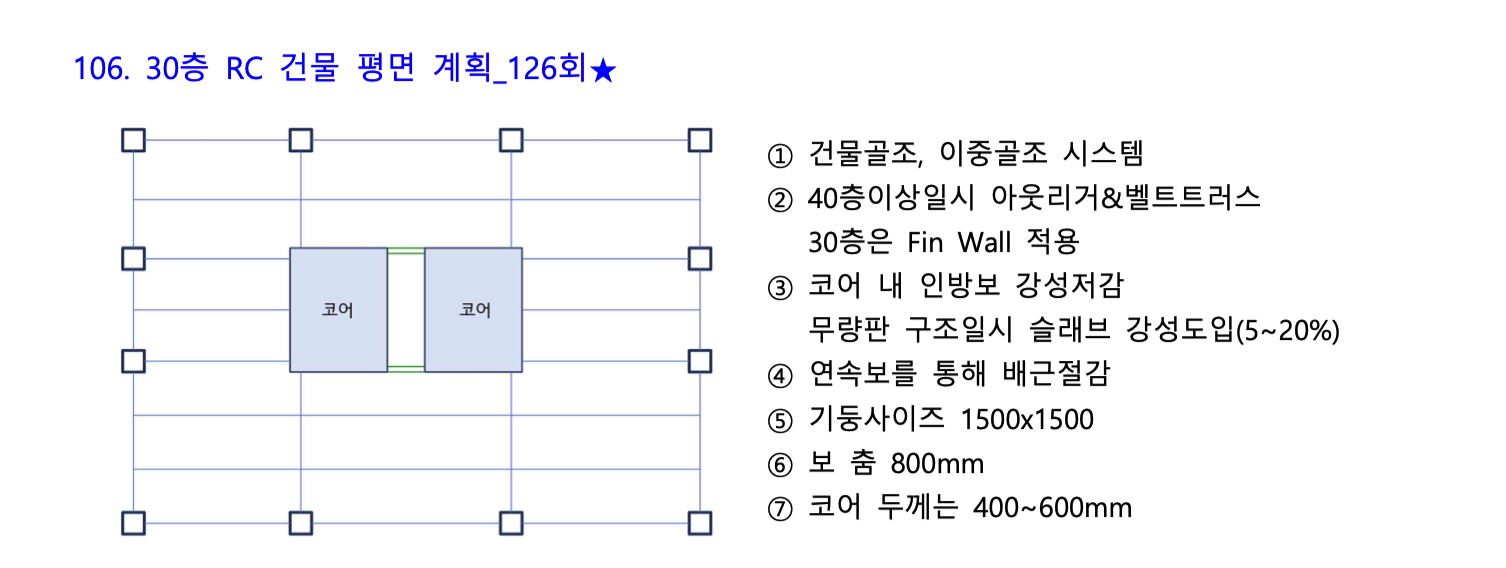 106. 30층 RC 건물 평면 계획_126회★
코어 코어
① 건물골조, 이중골조 시스템
② 40층이상일시 아웃리거&벨트트러스
30층은 Fin Wall 적용
③ 코어 내 인방보 강성저감
무량판 구조일시 슬래브 강성도입(5~20%)
④ 연속보를 통해 배근절감
⑤ 기둥사이즈 1500x1500
⑥ 보 춤 800mm
⑦ 코어 두께는 400~600mm